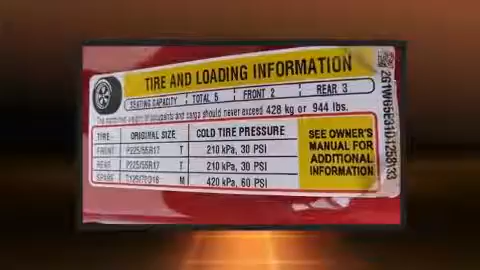 TIRE AND LOADING INFORMATION
SEATING CAPACITY TOTAL 5 FRONT 2 REAR 3
The combined weight of occupants and cargo should never exceed 428 kg or 944 lbs.
TIRE ORIGINAL SIZE COLD TIRE PRESSURE
FRONT P225/55R17 T 210 kPa, 30 PSI
REAR P225/55R17 T 210 kPa, 30 PSI
SPARE T125/70D16 M 420 kPa, 60 PSI
SEE OWNER'S
MANUAL FOR
ADDITIONAL
INFORMATION